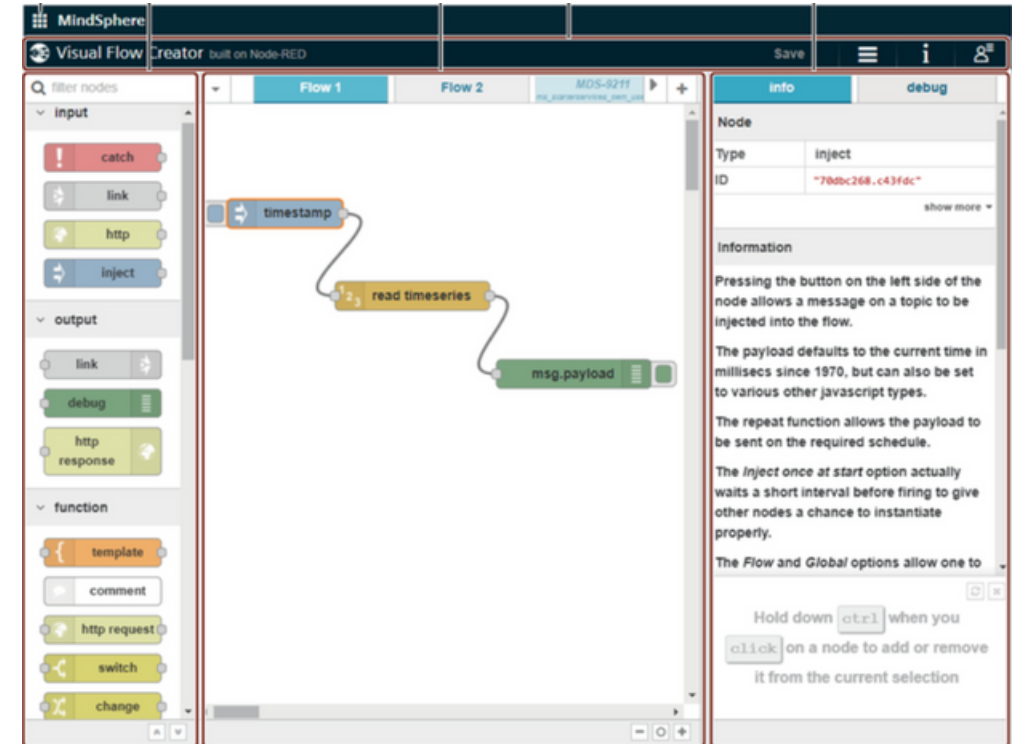 MindSphere
Visual Flow Creator built on Node-RED
Save
i
filter nodes
input
catch
link
http
inject
output
link
debug
http
response
function
template
comment
http request
switch
change
Flow 1
Flow 2
MDS-9211
timestamp
1 2 3 read timeseries
msg.payload
info
debug
Node
Type inject
ID "70dbc268.c43fdc"
show more
Information
Pressing the button on the left side of the
node allows a message on a topic to be
injected into the flow.
The payload defaults to the current time in
millisecs since 1970, but can also be set
to various other javascript types.
The repeat function allows the payload to
be sent on the required schedule.
The Inject once at start option actually
waits a short interval before firing to give
other nodes a chance to instantiate
properly.
The Flow and Global options allow one to
Hold down ctrl when you
click on a node to add or remove
it from the current selection